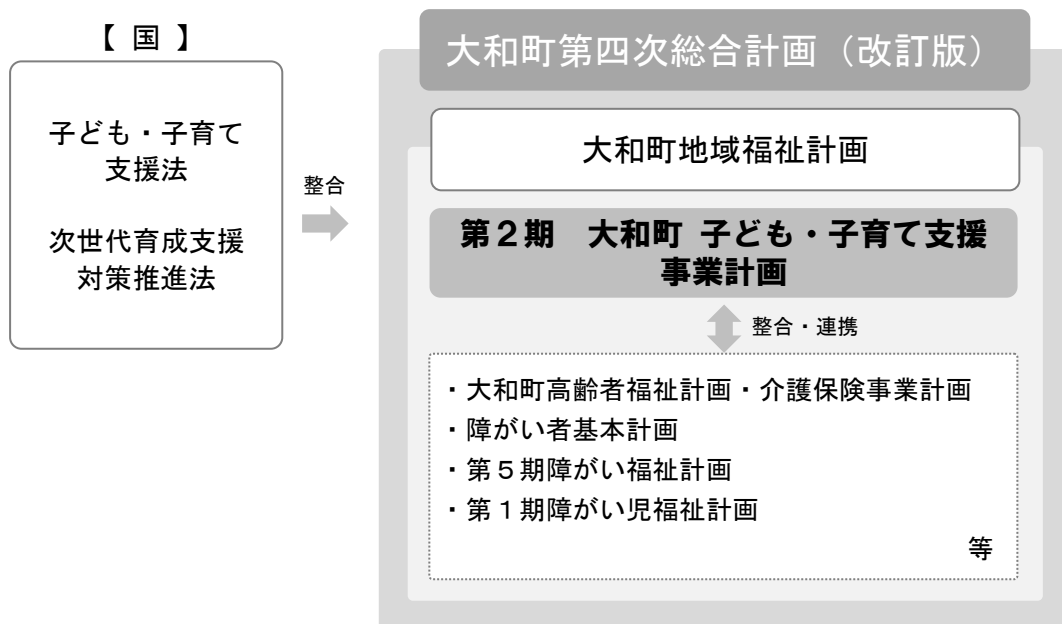 【 国 】
子ども・子育て
支援法
次世代育成支援
対策推進法
整合
大和町第四次総合計画（改訂版）
大和町地域福祉計画
第２期　大和町 子ども・子育て支援
事業計画
整合・連携
・大和町高齢者福祉計画・介護保険事業計画
・障がい者基本計画
・第５期障がい福祉計画
・第１期障がい児福祉計画
等